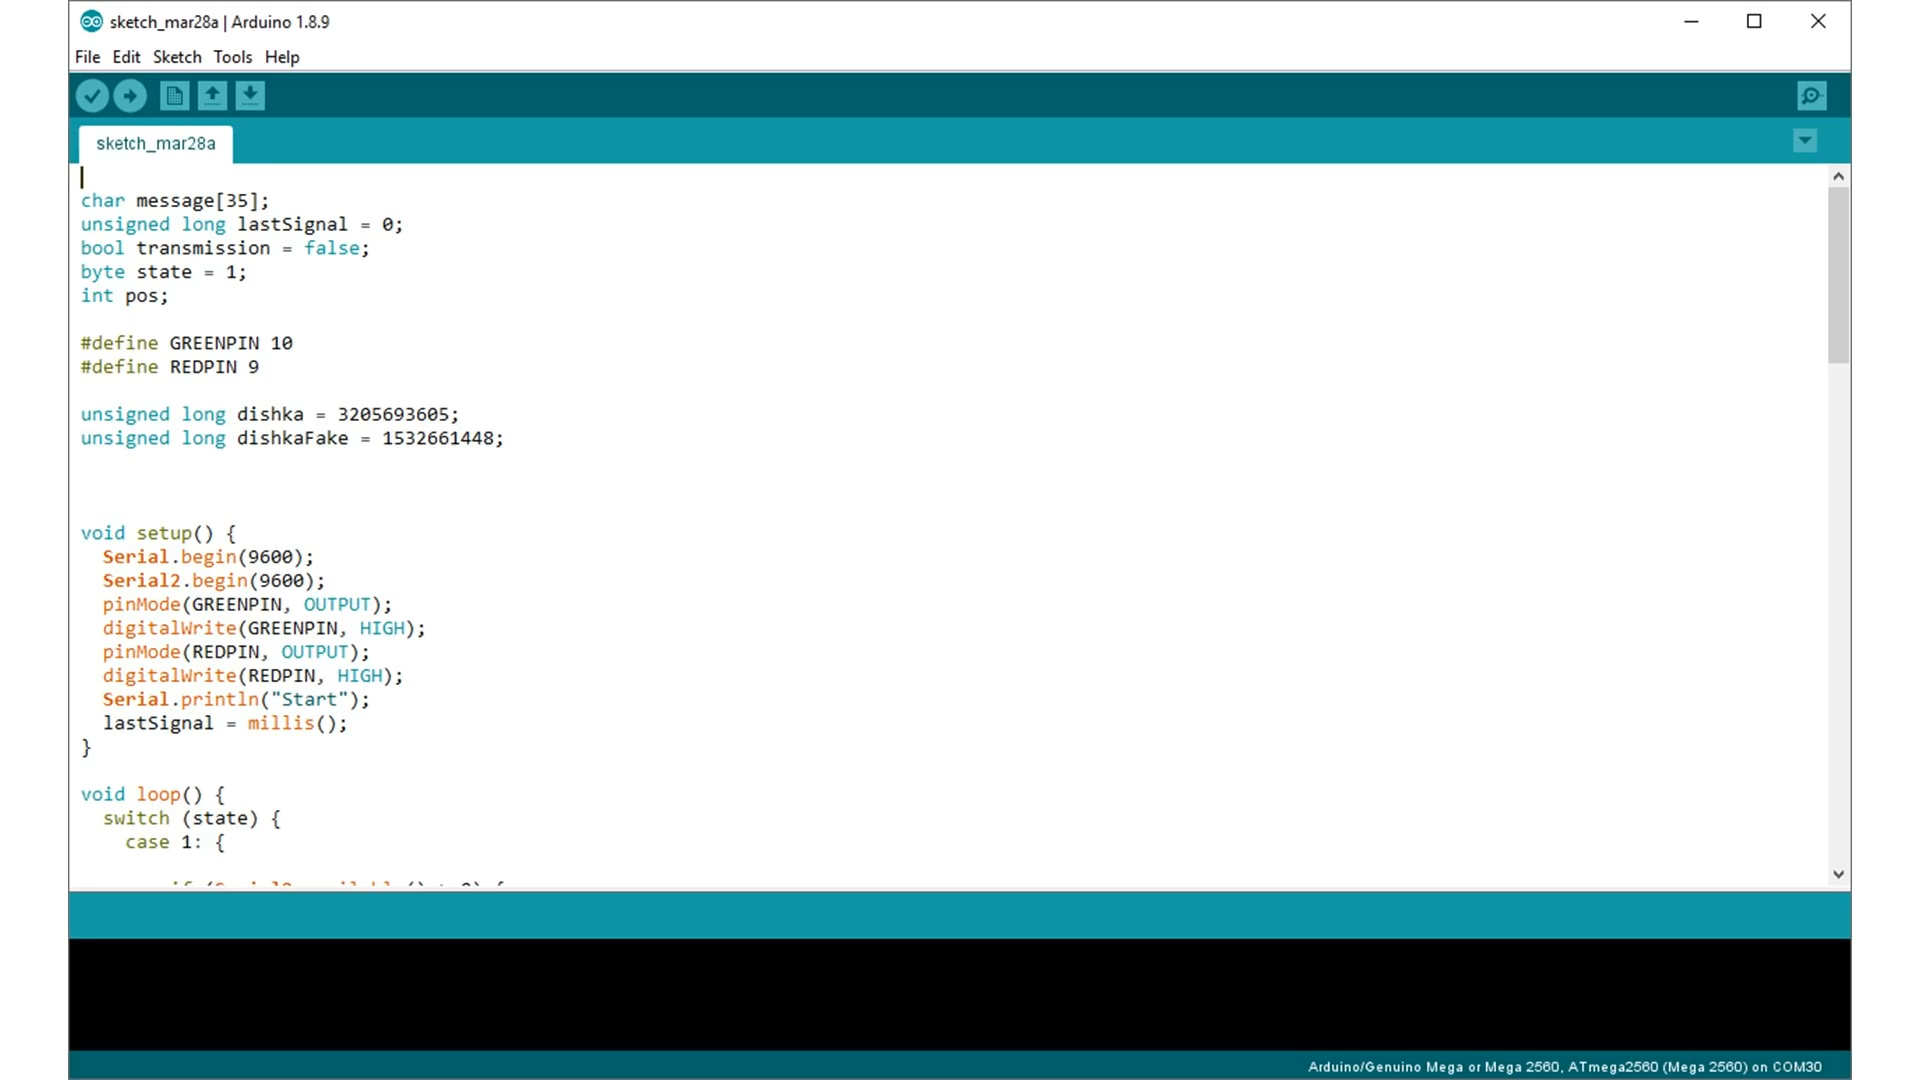 sketch_mar28a | Arduino 1.8.9
File Edit Sketch Tools Help
sketch_mar28a
char message[35];
unsigned long lastSignal = 0;
bool transmission = false;
byte state = 1;
int pos;
#define GREENPIN 10
#define REDPIN 9
unsigned long dishka = 3205693605;
unsigned long dishkaFake = 1532661448;
void setup() {
  Serial.begin(9600);
  Serial2.begin(9600);
  pinMode(GREENPIN, OUTPUT);
  digitalWrite(GREENPIN, HIGH);
  pinMode(REDPIN, OUTPUT);
  digitalWrite(REDPIN, HIGH);
  Serial.println("Start");
  lastSignal = millis();
}
void loop() {
  switch (state) {
    case 1: {
Arduino/Genuino Mega or Mega 2560, ATmega2560 (Mega 2560) on COM30